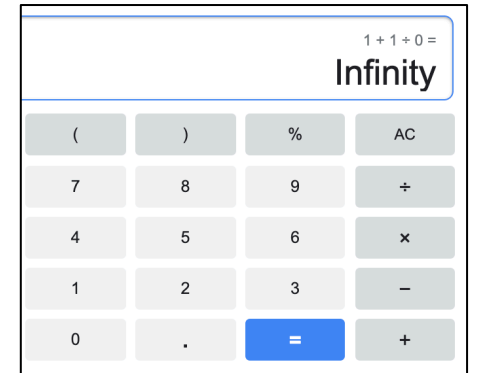 1 + 1 ÷ 0 =
Infinity
( ) % AC
7 8 9 ÷
4 5 6 ×
1 2 3 −
0 . = +